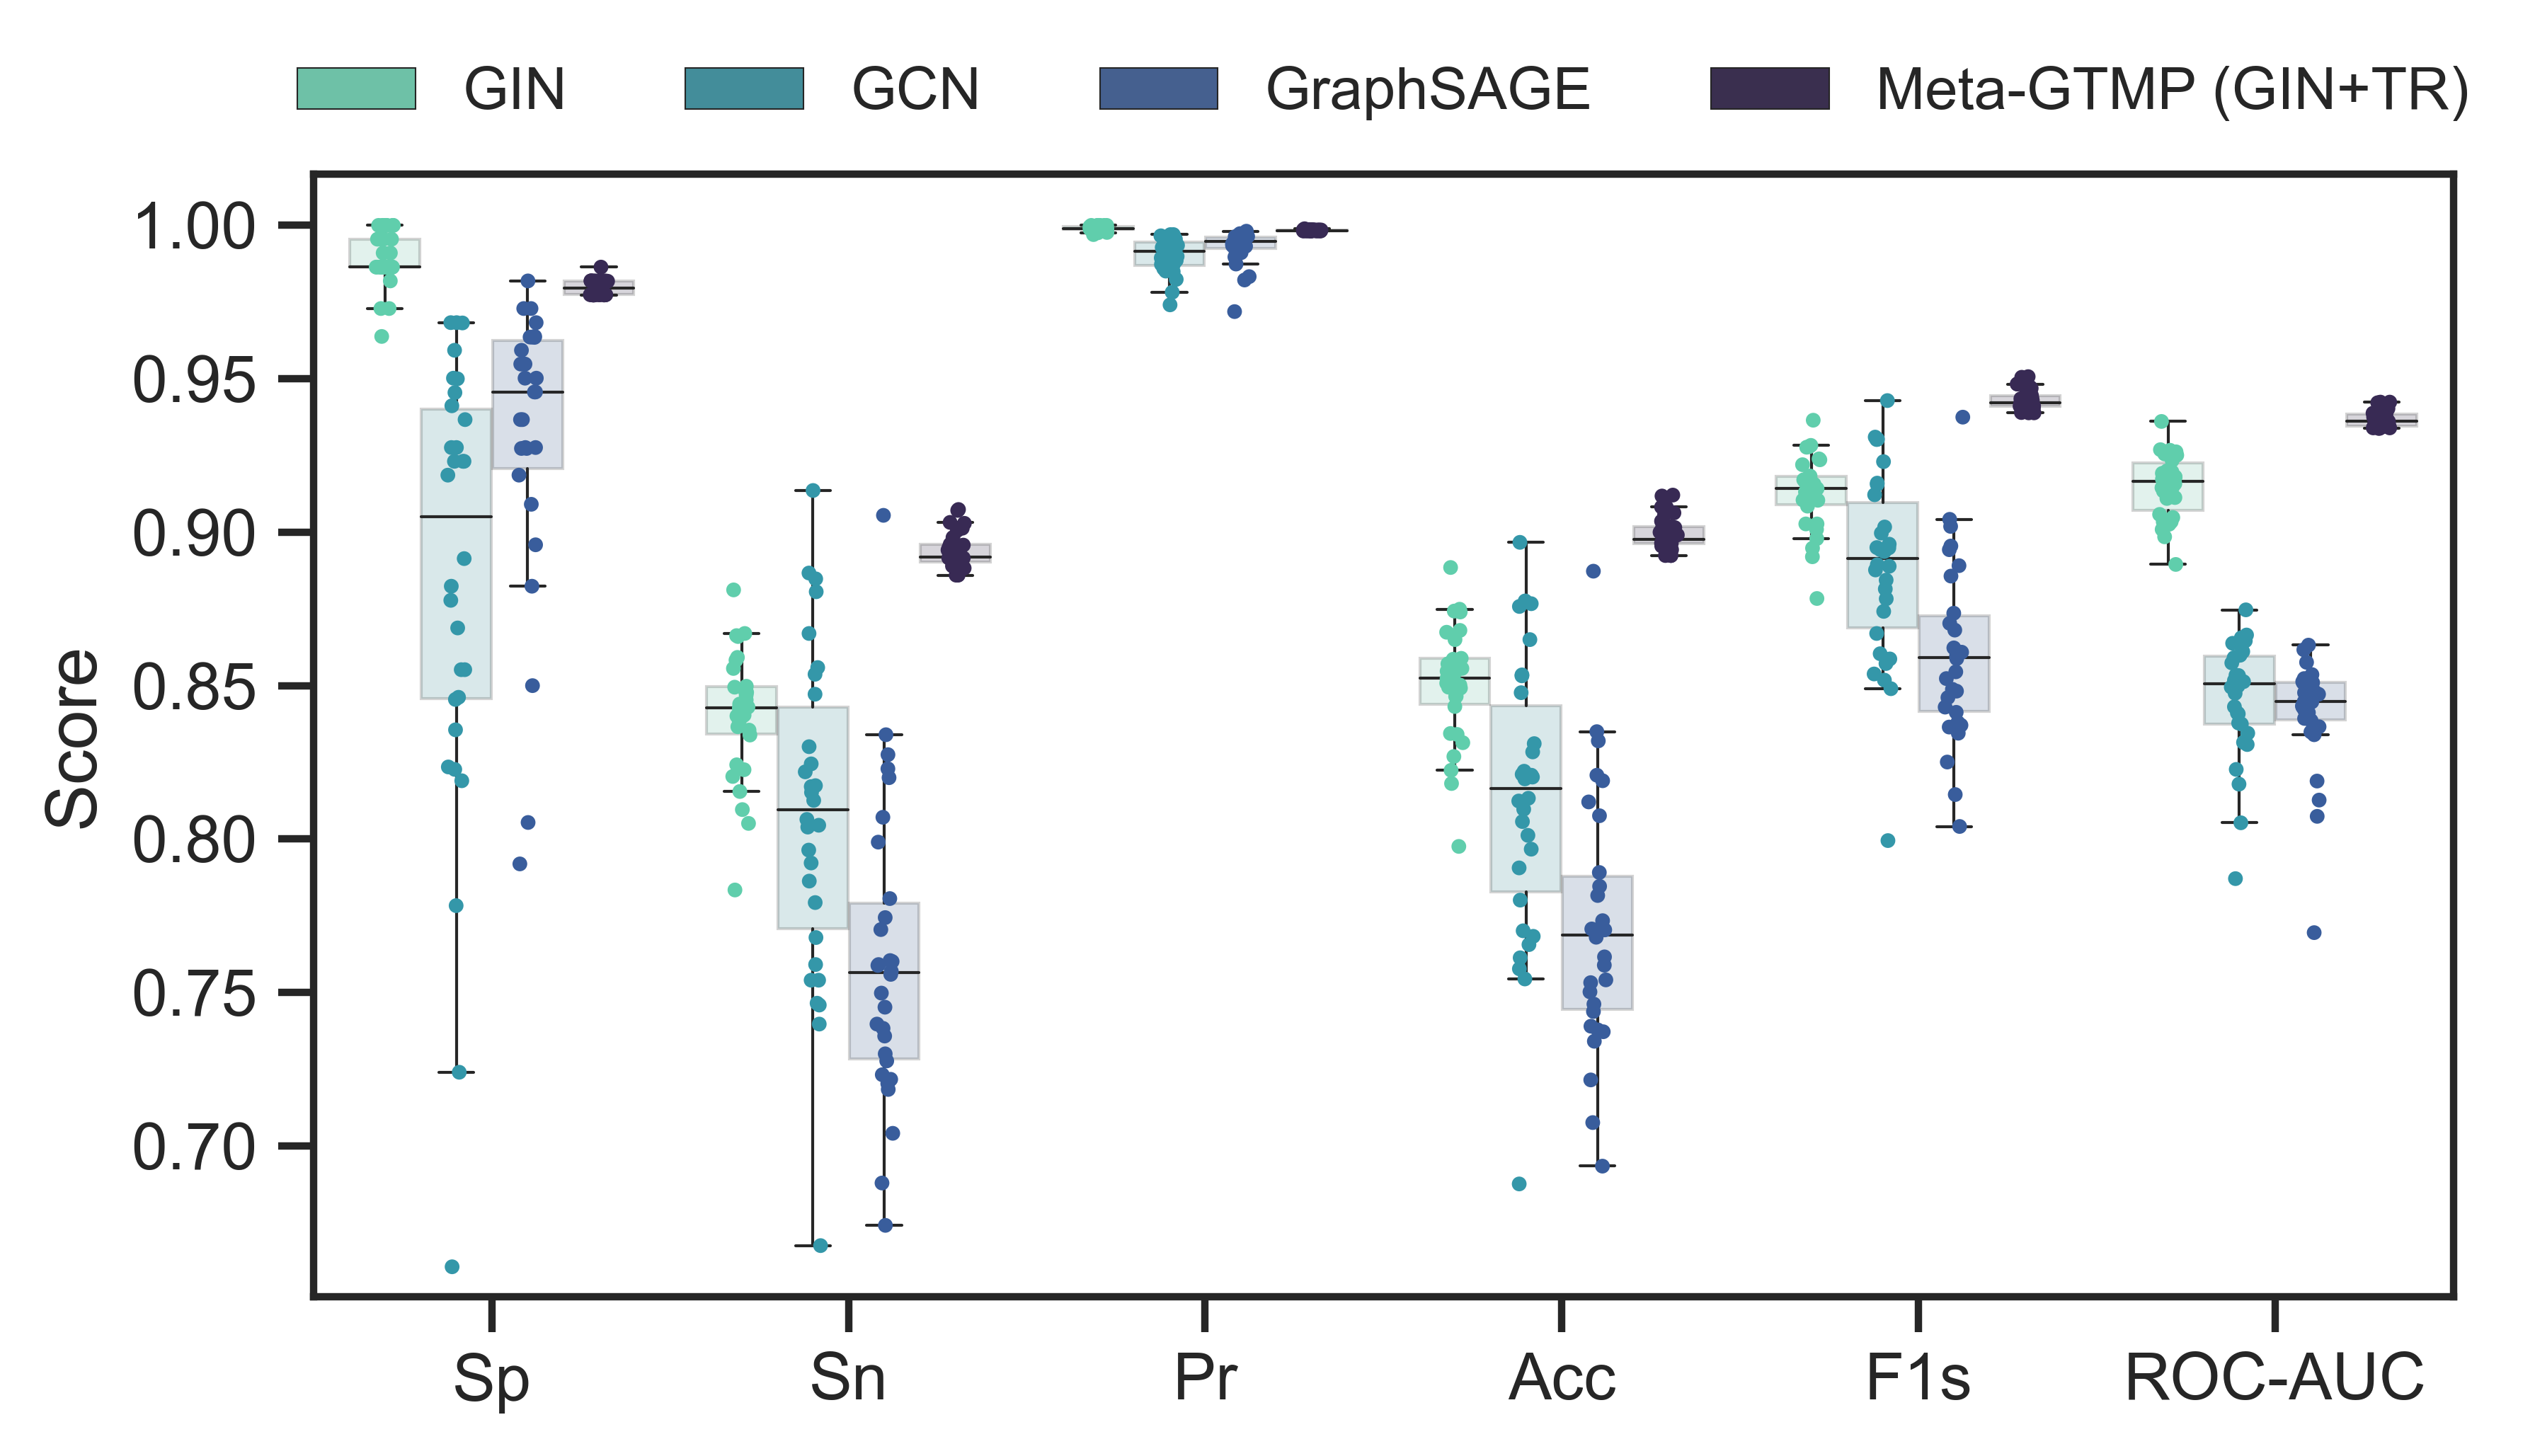 GIN GCN GraphSAGE Meta-GTMP (GIN+TR)
1.00
0.95
0.90
0.85
0.80
0.75
0.70
Score
Sp Sn Pr Acc F1s ROC-AUC